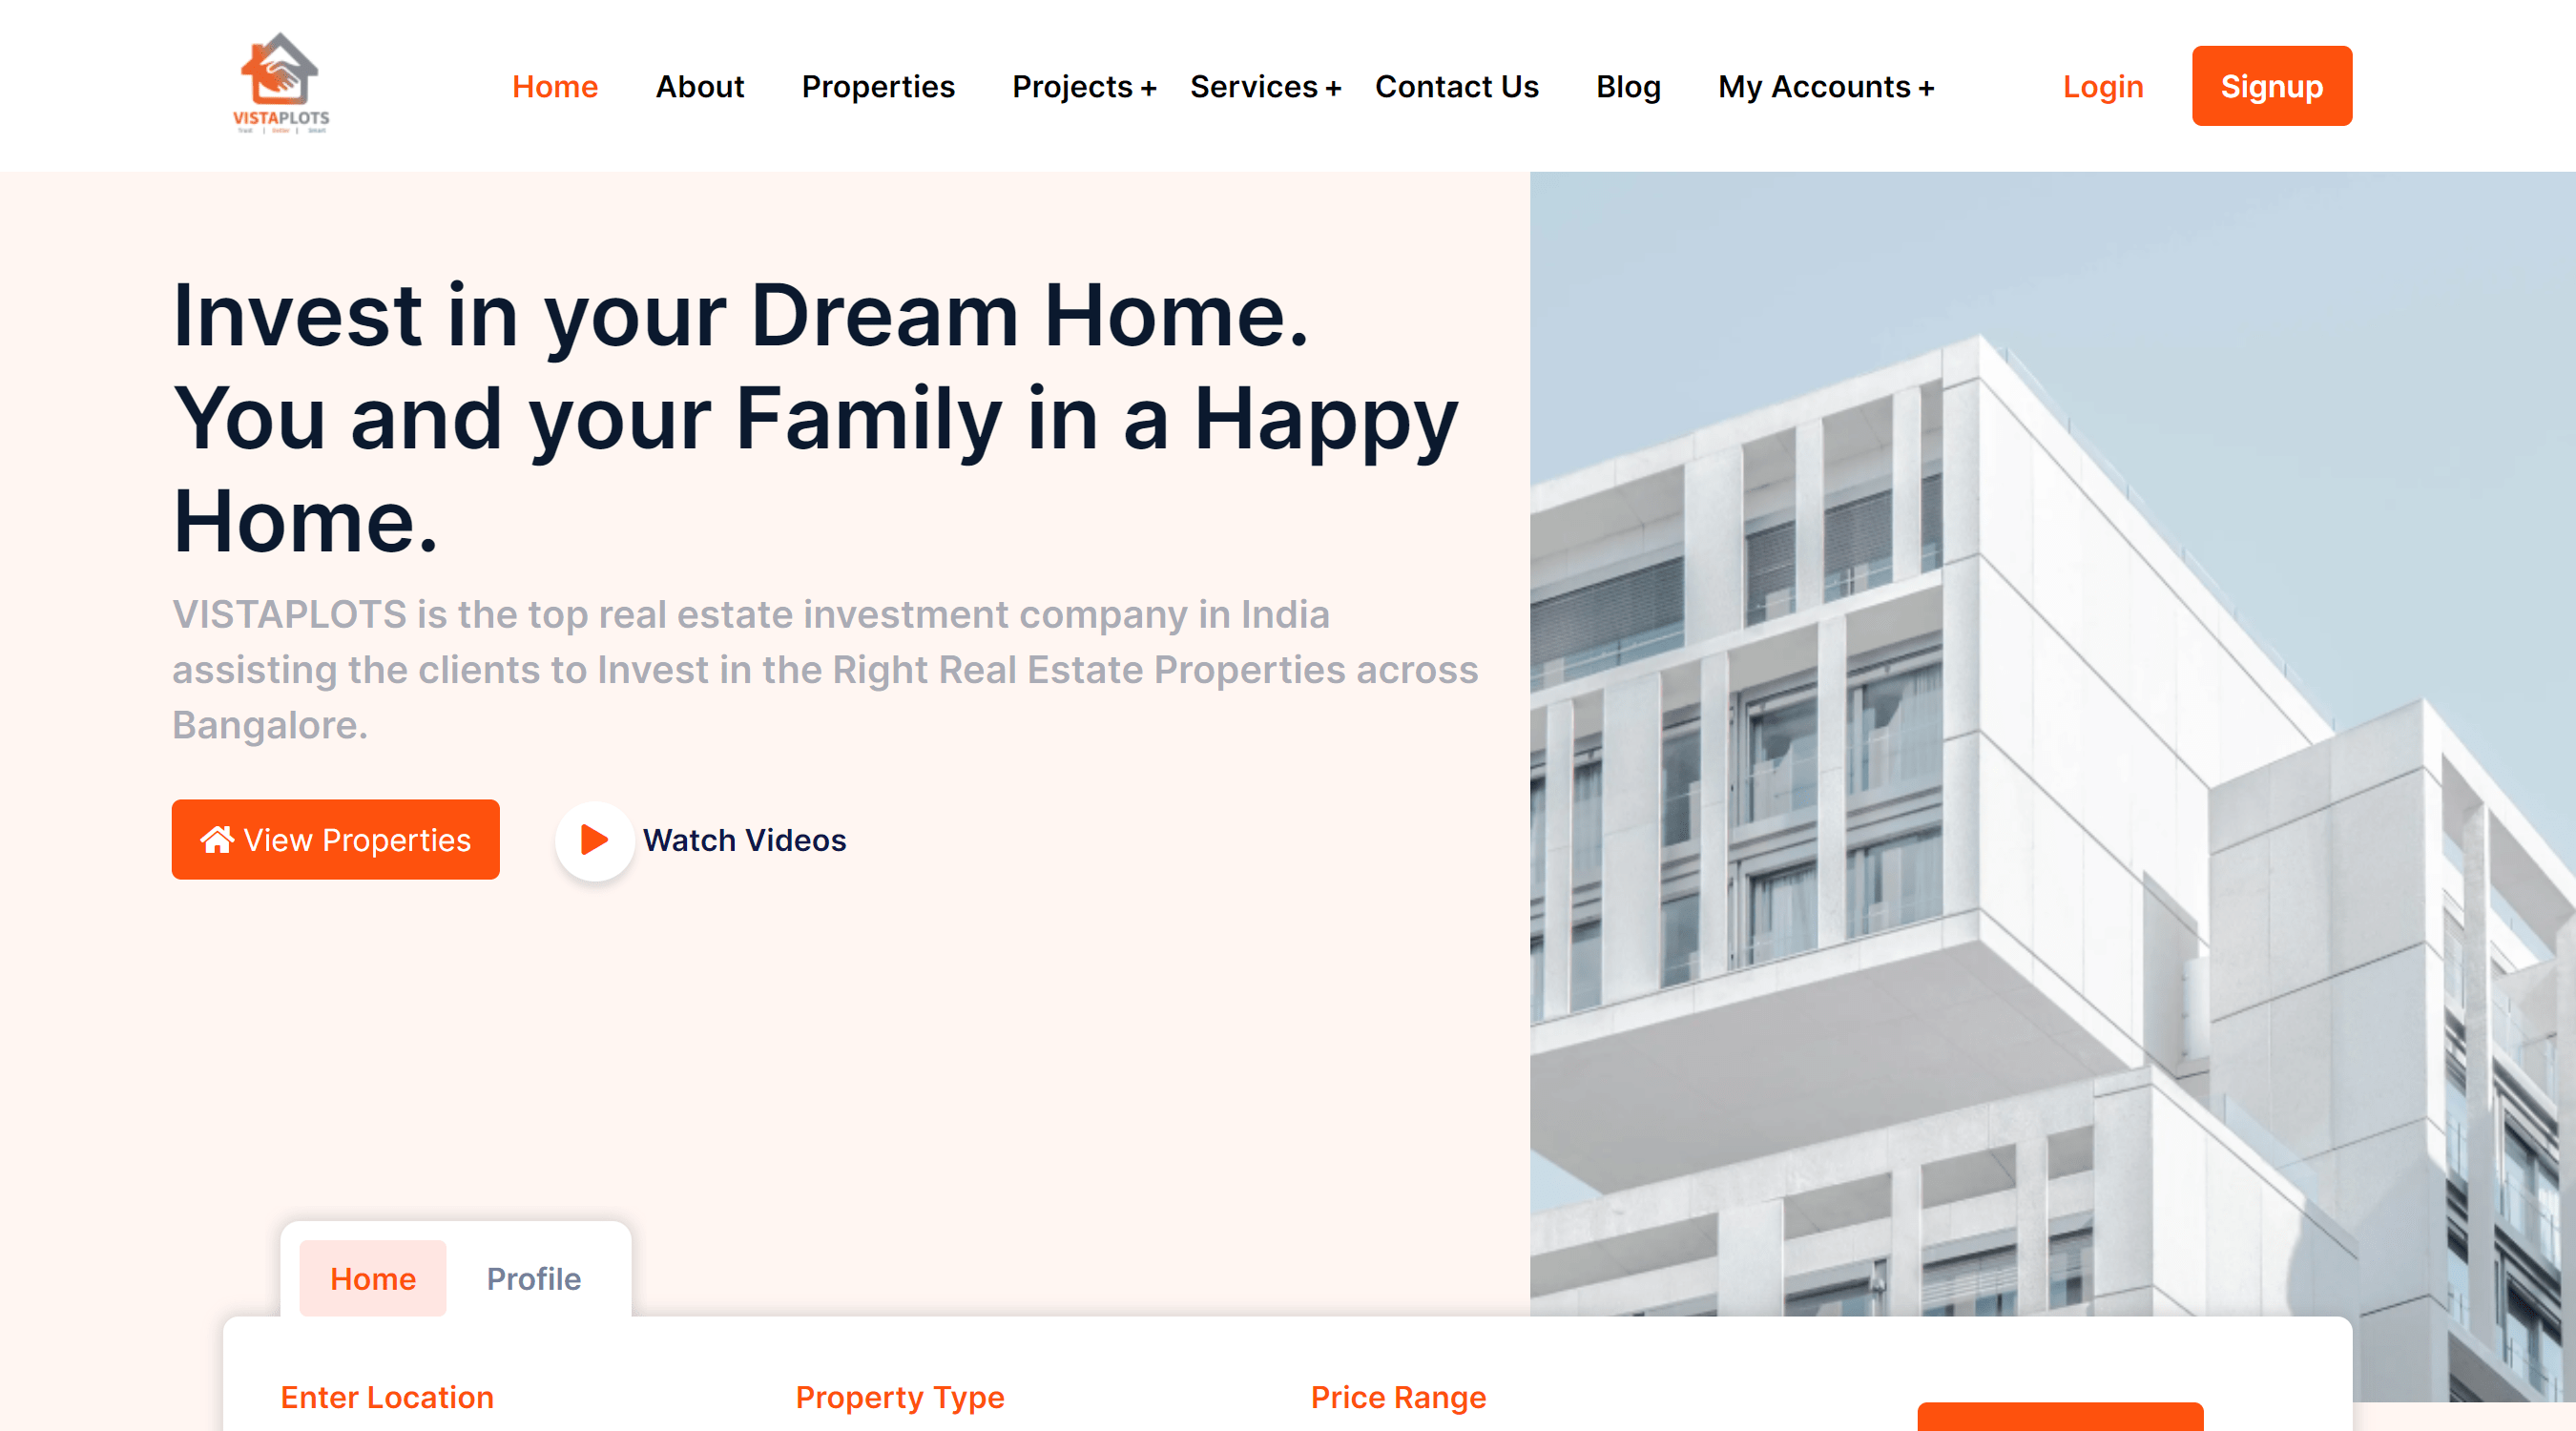 VISTAPLOTS
Trust | Better | Smart
Home About Properties Projects + Services + Contact Us Blog My Accounts + Login Signup
Invest in your Dream Home.
You and your Family in a Happy
Home.
VISTAPLOTS is the top real estate investment company in India
assisting the clients to Invest in the Right Real Estate Properties across
Bangalore.
View Properties Watch Videos
Home Profile
Enter Location Property Type Price Range